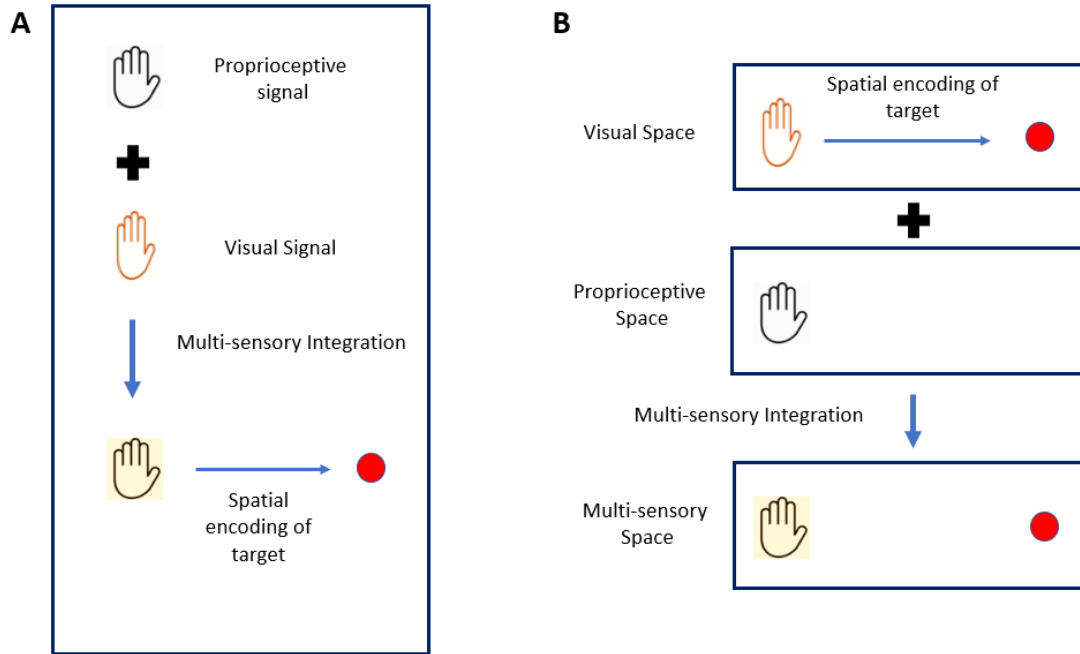 A
Proprioceptive
signal
Visual Signal
Multi-sensory Integration
Spatial
encoding of
target
B
Visual Space
Spatial encoding of
target
Proprioceptive
Space
Multi-sensory Integration
Multi-sensory
Space